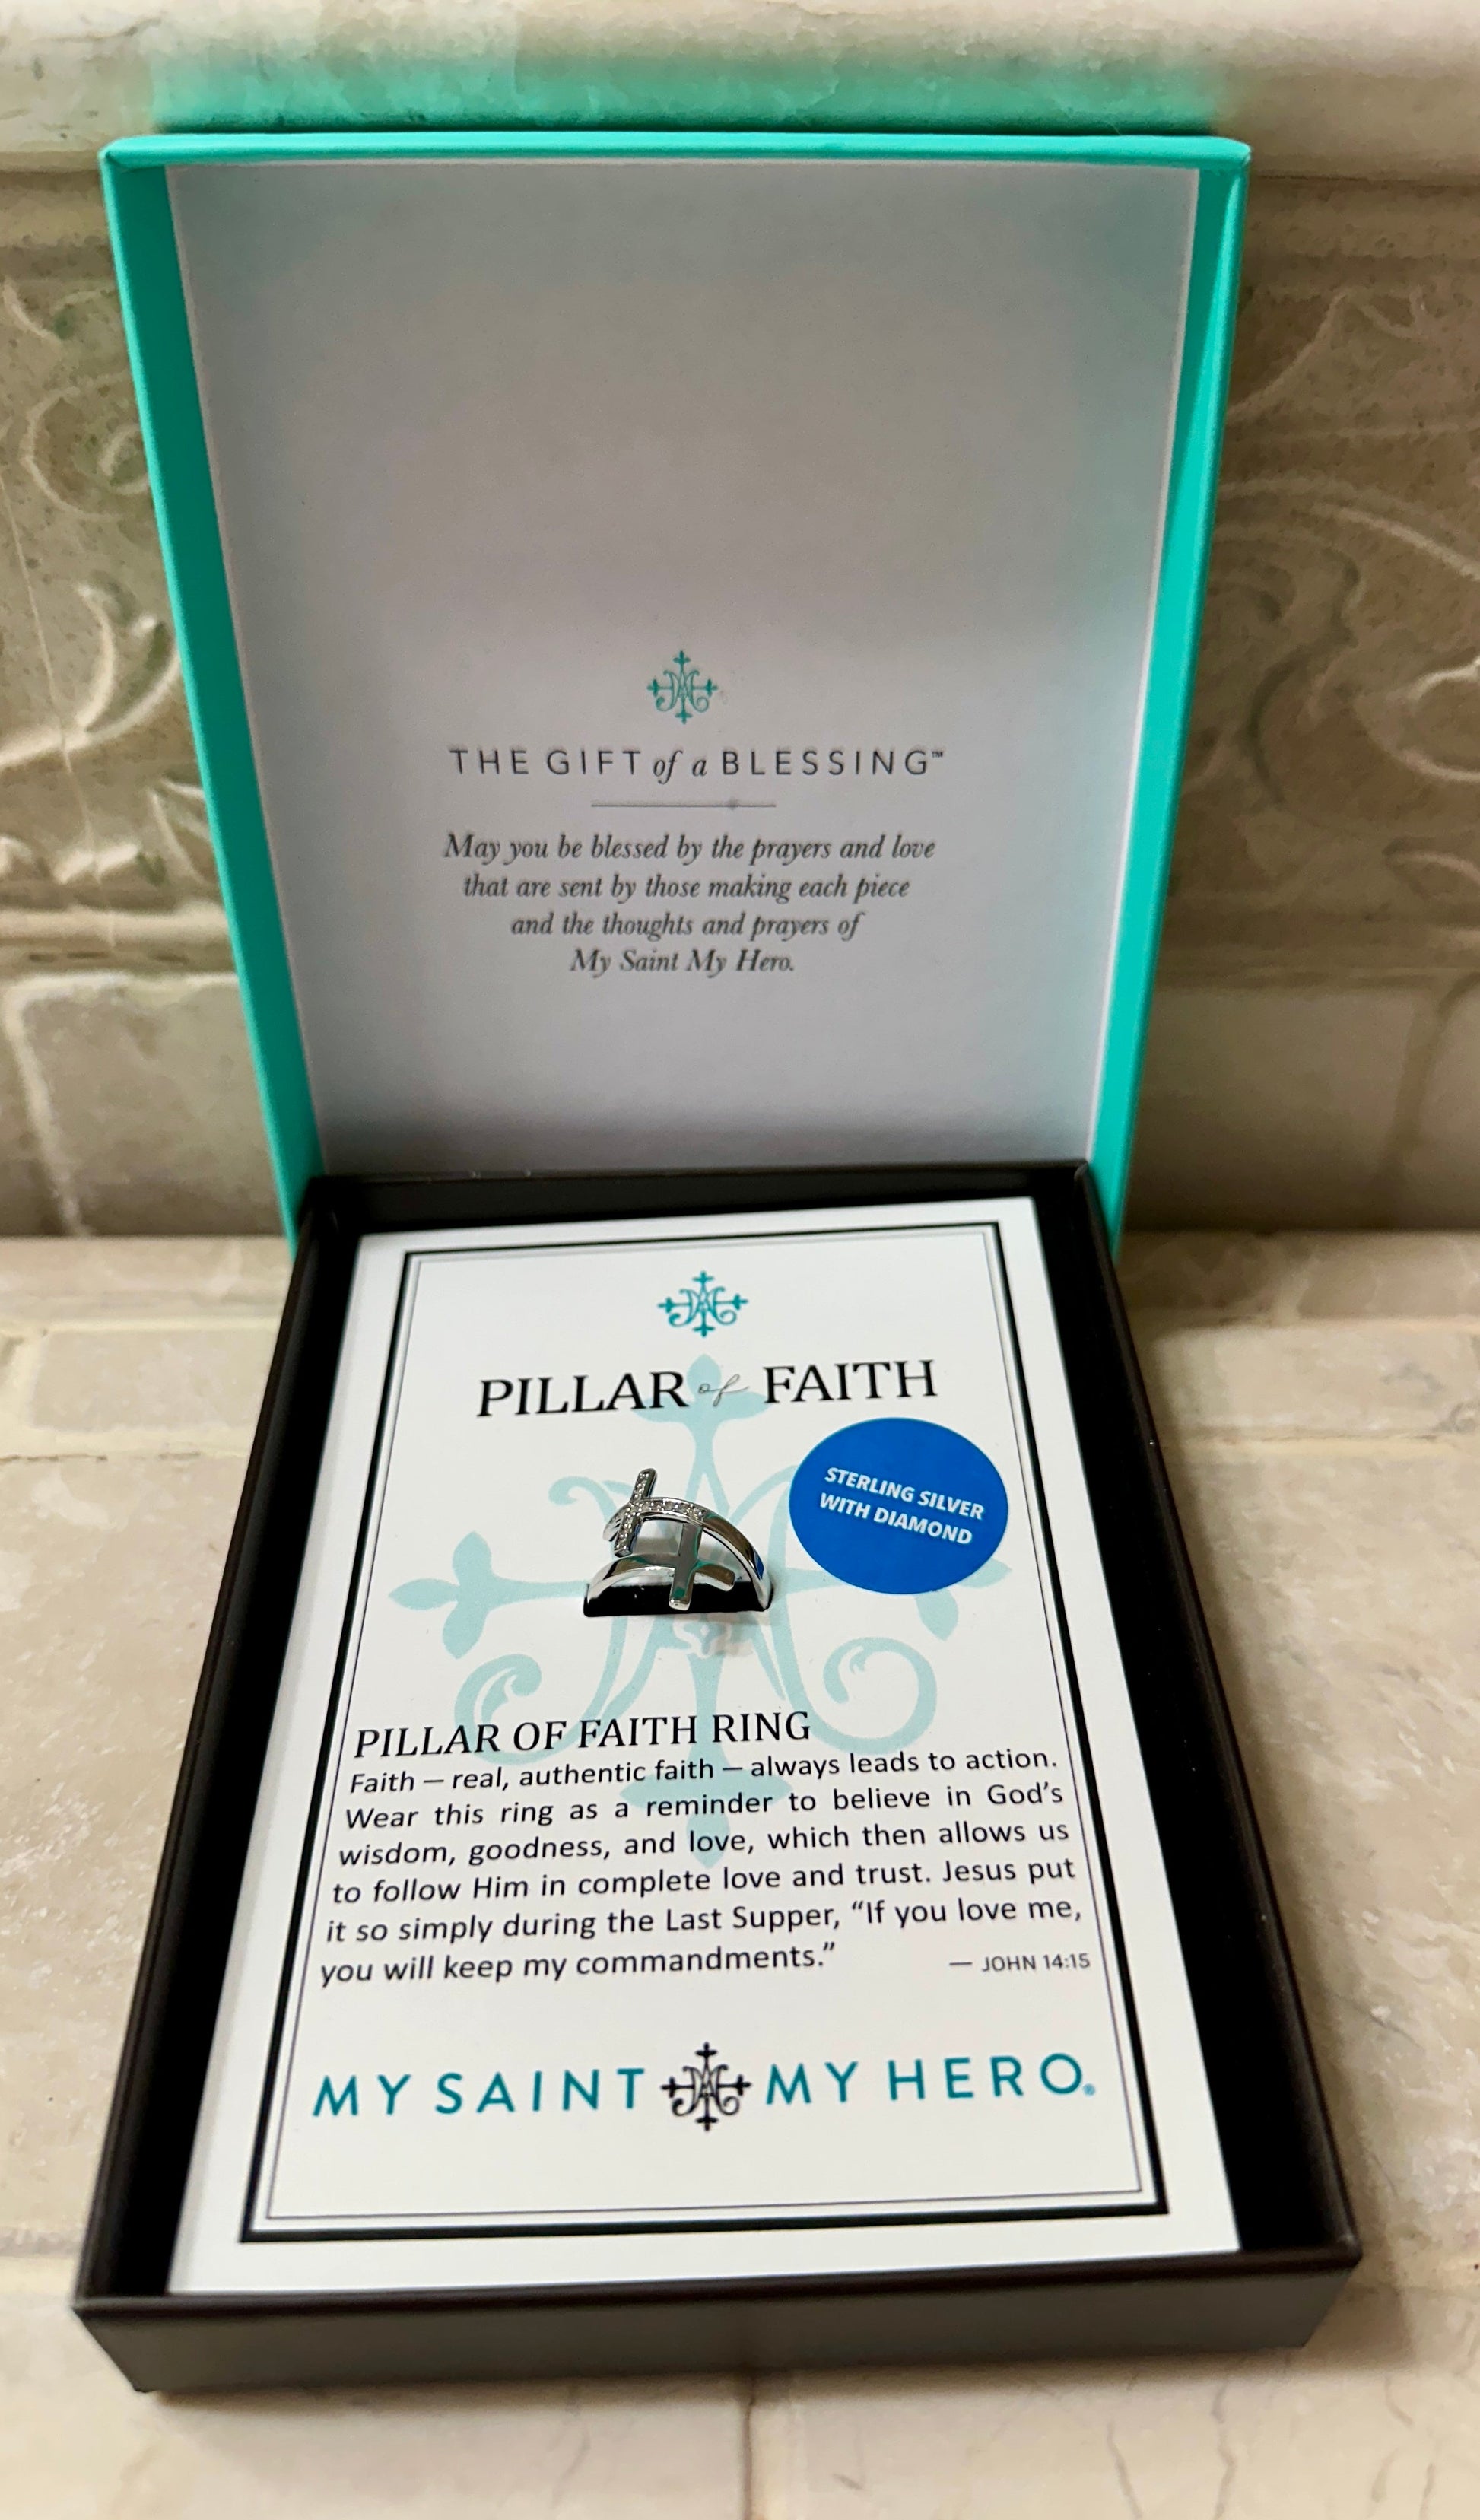 THE GIFT of a BLESSING™
May you be blessed by the prayers and love
that are sent by those making each piece
and the thoughts and prayers of
My Saint My Hero.
PILLAR of FAITH
STERLING SILVER
WITH DIAMOND
PILLAR OF FAITH RING
Faith – real, authentic faith – always leads to action.
Wear this ring as a reminder to believe in God’s
wisdom, goodness, and love, which then allows us
to follow Him in complete love and trust. Jesus put
it so simply during the Last Supper, “If you love me,
you will keep my commandments.” — JOHN 14:15
MY SAINT MY HERO®